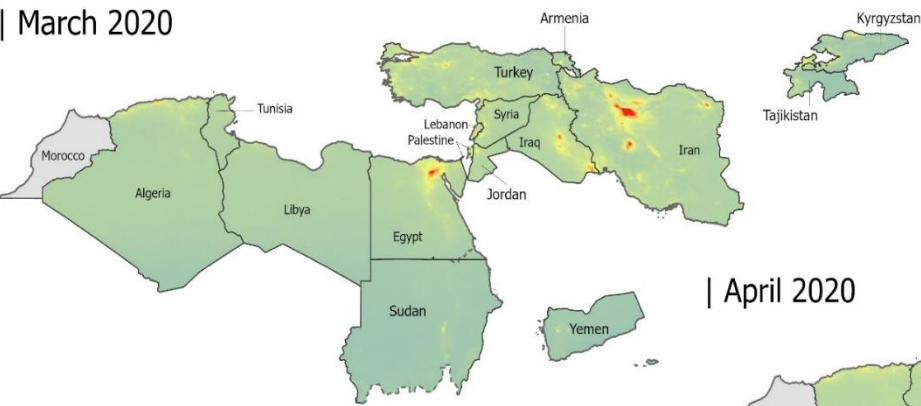 | March 2020
Armenia
Kyrgyzstan
Turkey
Tunisia
Syria
Lebanon
Tajikistan
Palestine
Iraq
Iran
Morocco
Algeria
Jordan
Libya
Egypt
| April 2020
Sudan
Yemen